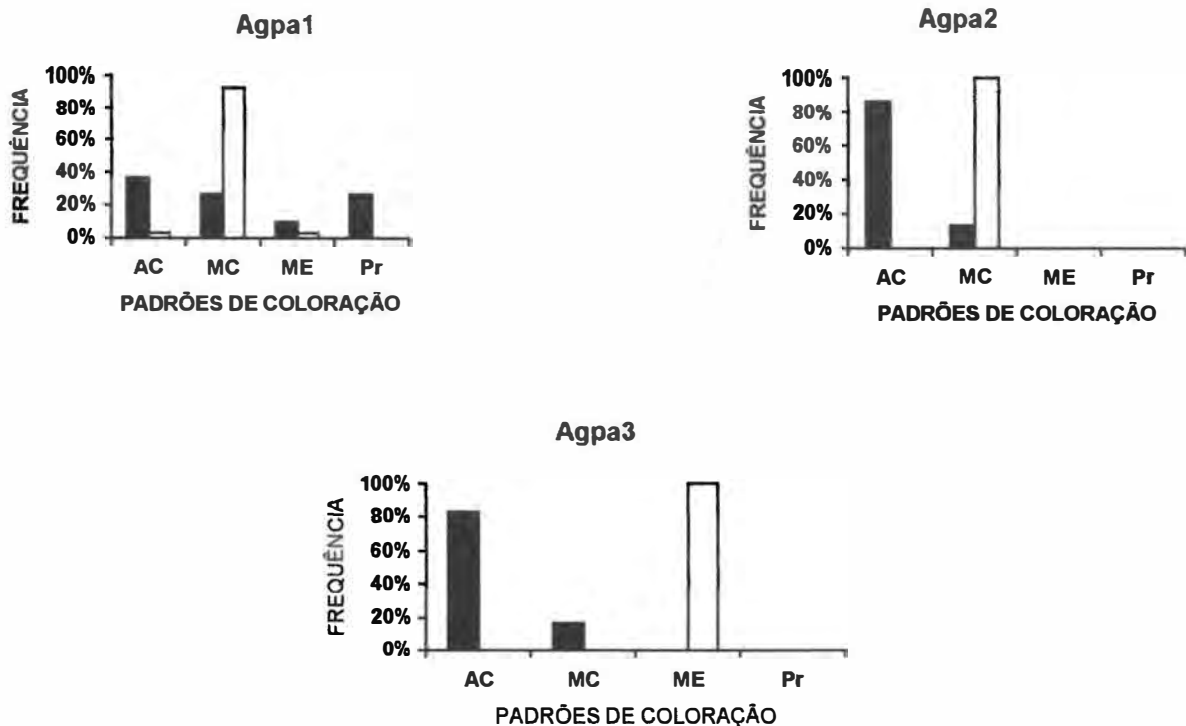 Agpa1
FREQUÊNCIA
100%
80%
60%
40%
20%
0%
AC MC ME Pr
PADRÕES DE COLORAÇÃO
Agpa2
FREQUÊNCIA
100%
80%
60%
40%
20%
0%
AC MC ME Pr
PADRÕES DE COLORAÇÃO
Agpa3
FREQUÊNCIA
100%
80%
60%
40%
20%
0%
AC MC ME Pr
PADRÕES DE COLORAÇÃO